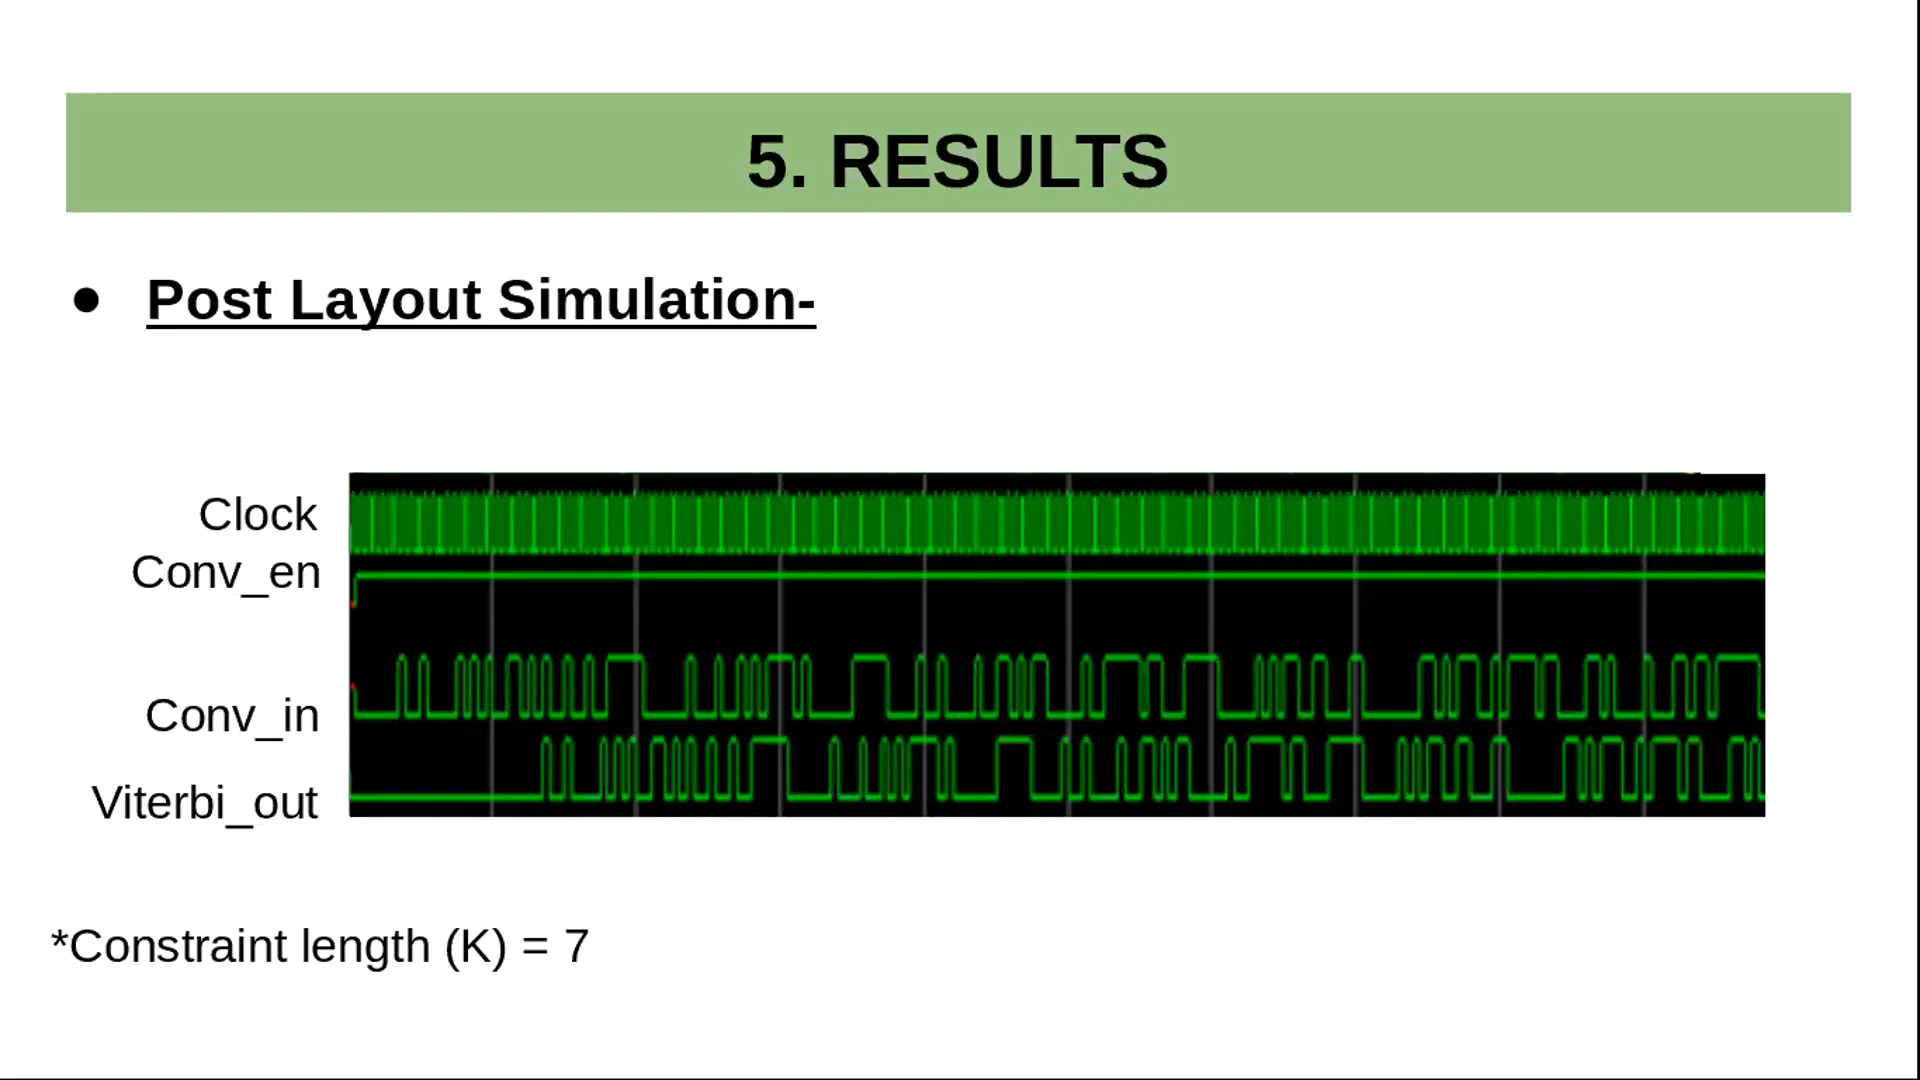 5. RESULTS
● Post Layout Simulation-
Clock
Conv_en
Conv_in
Viterbi_out
*Constraint length (K) = 7